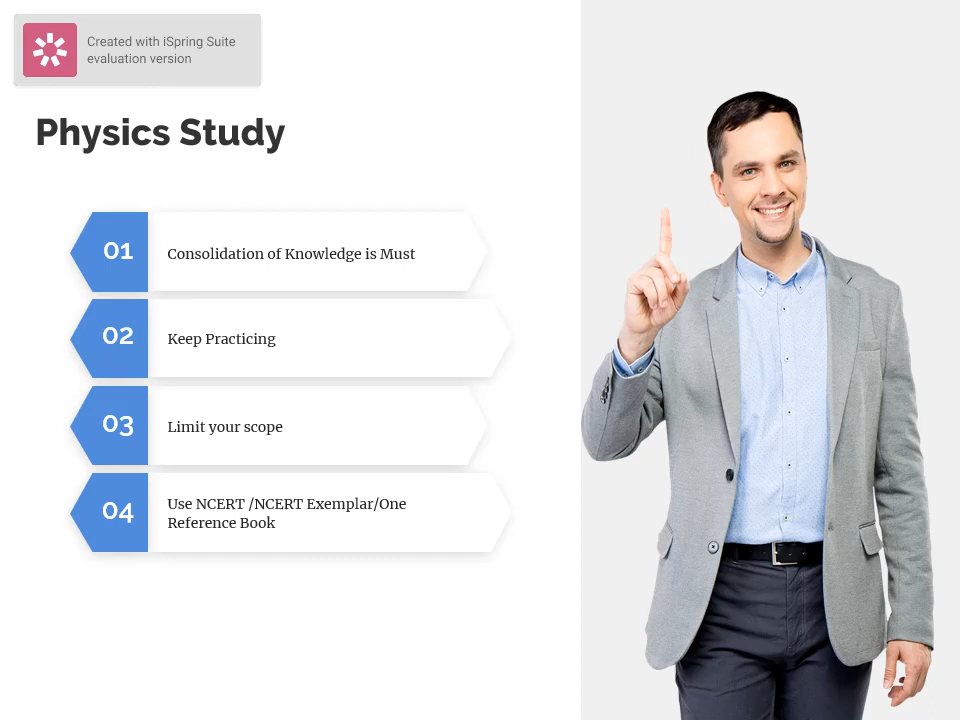 Created with iSpring Suite
evaluation version
Physics Study
01
Consolidation of Knowledge is Must
02
Keep Practicing
03
Limit your scope
04
Use NCERT /NCERT Exemplar/One
Reference Book